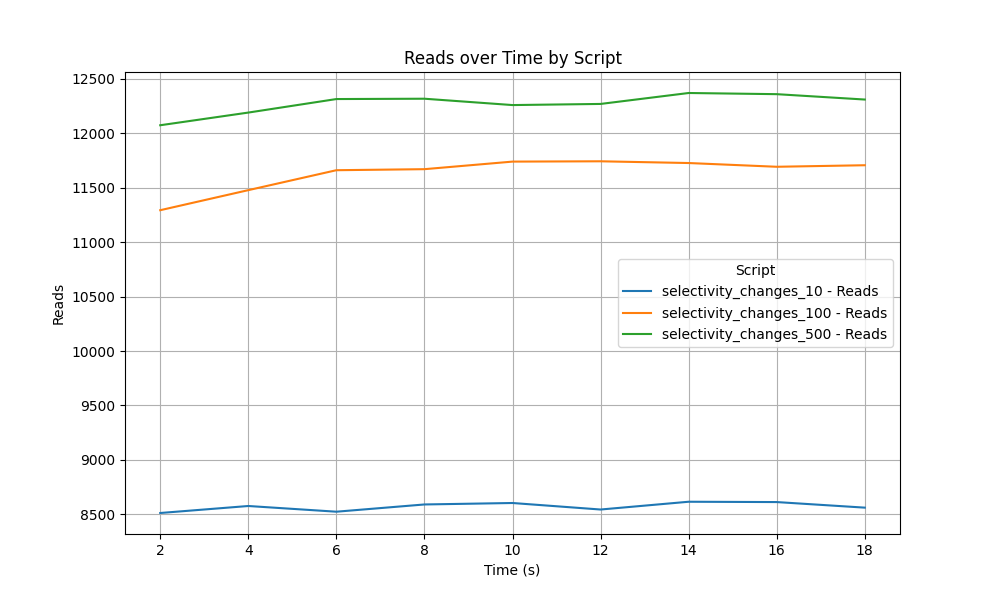 Reads over Time by Script
12500
12000
11500
11000
10500
10000
9500
9000
8500
Reads
Script
selectivity_changes_10 - Reads
selectivity_changes_100 - Reads
selectivity_changes_500 - Reads
2 4 6 8 10 12 14 16 18
Time (s)